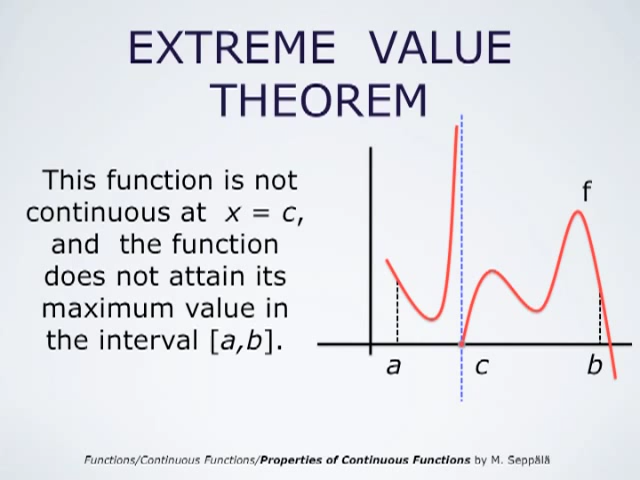 EXTREME VALUE
THEOREM
This function is not
continuous at x = c,
and the function
does not attain its
maximum value in
the interval [a,b].
f
a
c
b
Functions/Continuous Functions/Properties of Continuous Functions by M. Seppälä